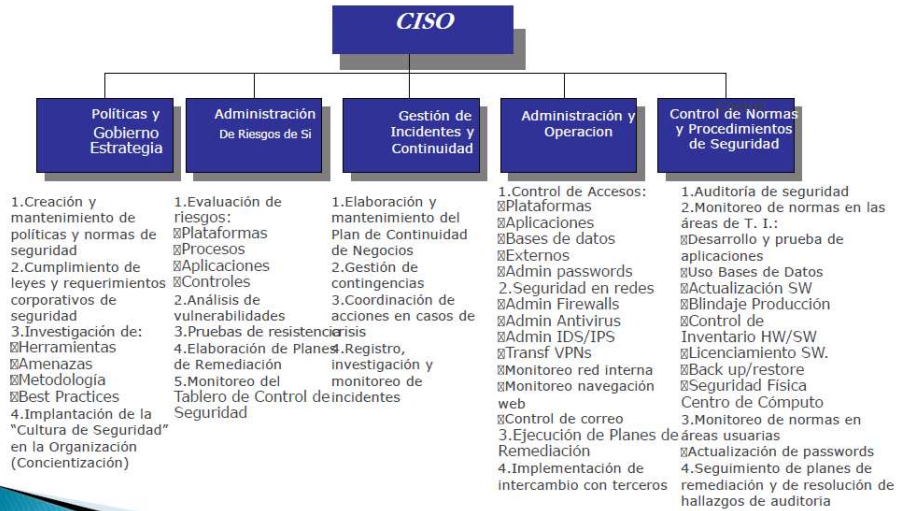 CISO
Políticas y
Gobierno
Estrategia
Administración
De Riesgos de Si
Gestión de
Incidentes y
Continuidad
Administración y
Operacion
Control de Normas
y Procedimientos
de Seguridad
1.Creación y
mantenimiento de
políticas y normas de
seguridad
2.Cumplimiento de
leyes y requerimientos
corporativos de
seguridad
3.Investigación de:
Herramientas
Amenazas
Metodología
Best Practices
4.Implantación de la
“Cultura de Seguridad”
en la Organización
(Concientización)
1.Evaluación de
riesgos:
Plataformas
Procesos
Aplicaciones
Controles
2.Análisis de
vulnerabilidades
3.Pruebas de resistencia
4.Elaboración de Planes
de Remediación
5.Monitoreo del
Tablero de Control de
Seguridad
1.Elaboración y
mantenimiento del
Plan de Continuidad
de Negocios
2.Gestión de
contingencias
3.Coordinación de
acciones en casos de
crisis
4.Registro,
investigación y
monitoreo de
incidentes
1.Control de Accesos:
Plataformas
Aplicaciones
Bases de datos
Externos
Admin passwords
2.Seguridad en redes
Admin Firewalls
Admin Antivirus
Admin IDS/IPS
Transf VPNs
Monitoreo red interna
Monitoreo navegación
web
Control de correo
3.Ejecución de Planes de
Remediación
4.Implementación de
intercambio con terceros
1.Auditoría de seguridad
2.Monitoreo de normas en las
áreas de T. I.:
Desarrollo y prueba de
aplicaciones
Uso Bases de Datos
Actualización SW
Blindaje Producción
Control de
Inventario HW/SW
Licenciamiento SW.
Back up/restore
Seguridad Física
Centro de Cómputo
3.Monitoreo de normas en
áreas usuarias
Actualización de passwords
4.Seguimiento de planes de
remediación y de resolución de
hallazgos de auditoria